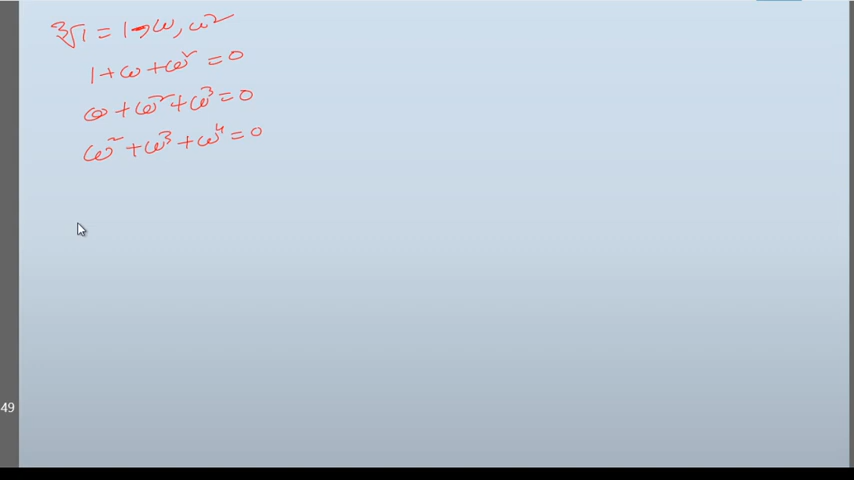 ∛1 = 1, ω, ω²
1 + ω + ω² = 0
ω + ω² + ω³ = 0
ω² + ω³ + ω⁴ = 0
49